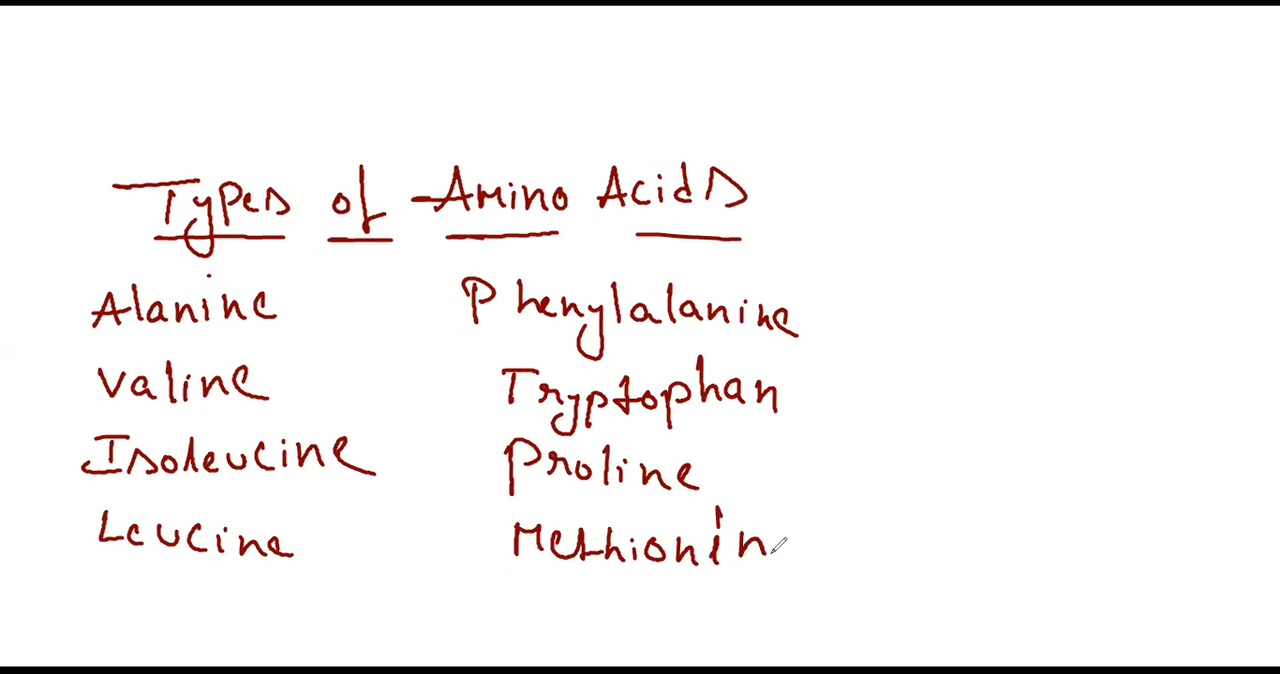 Types of Amino Acids
Alanine
Valine
Isoleucine
Leucine
Phenylalanine
Tryptophan
Proline
Methionin